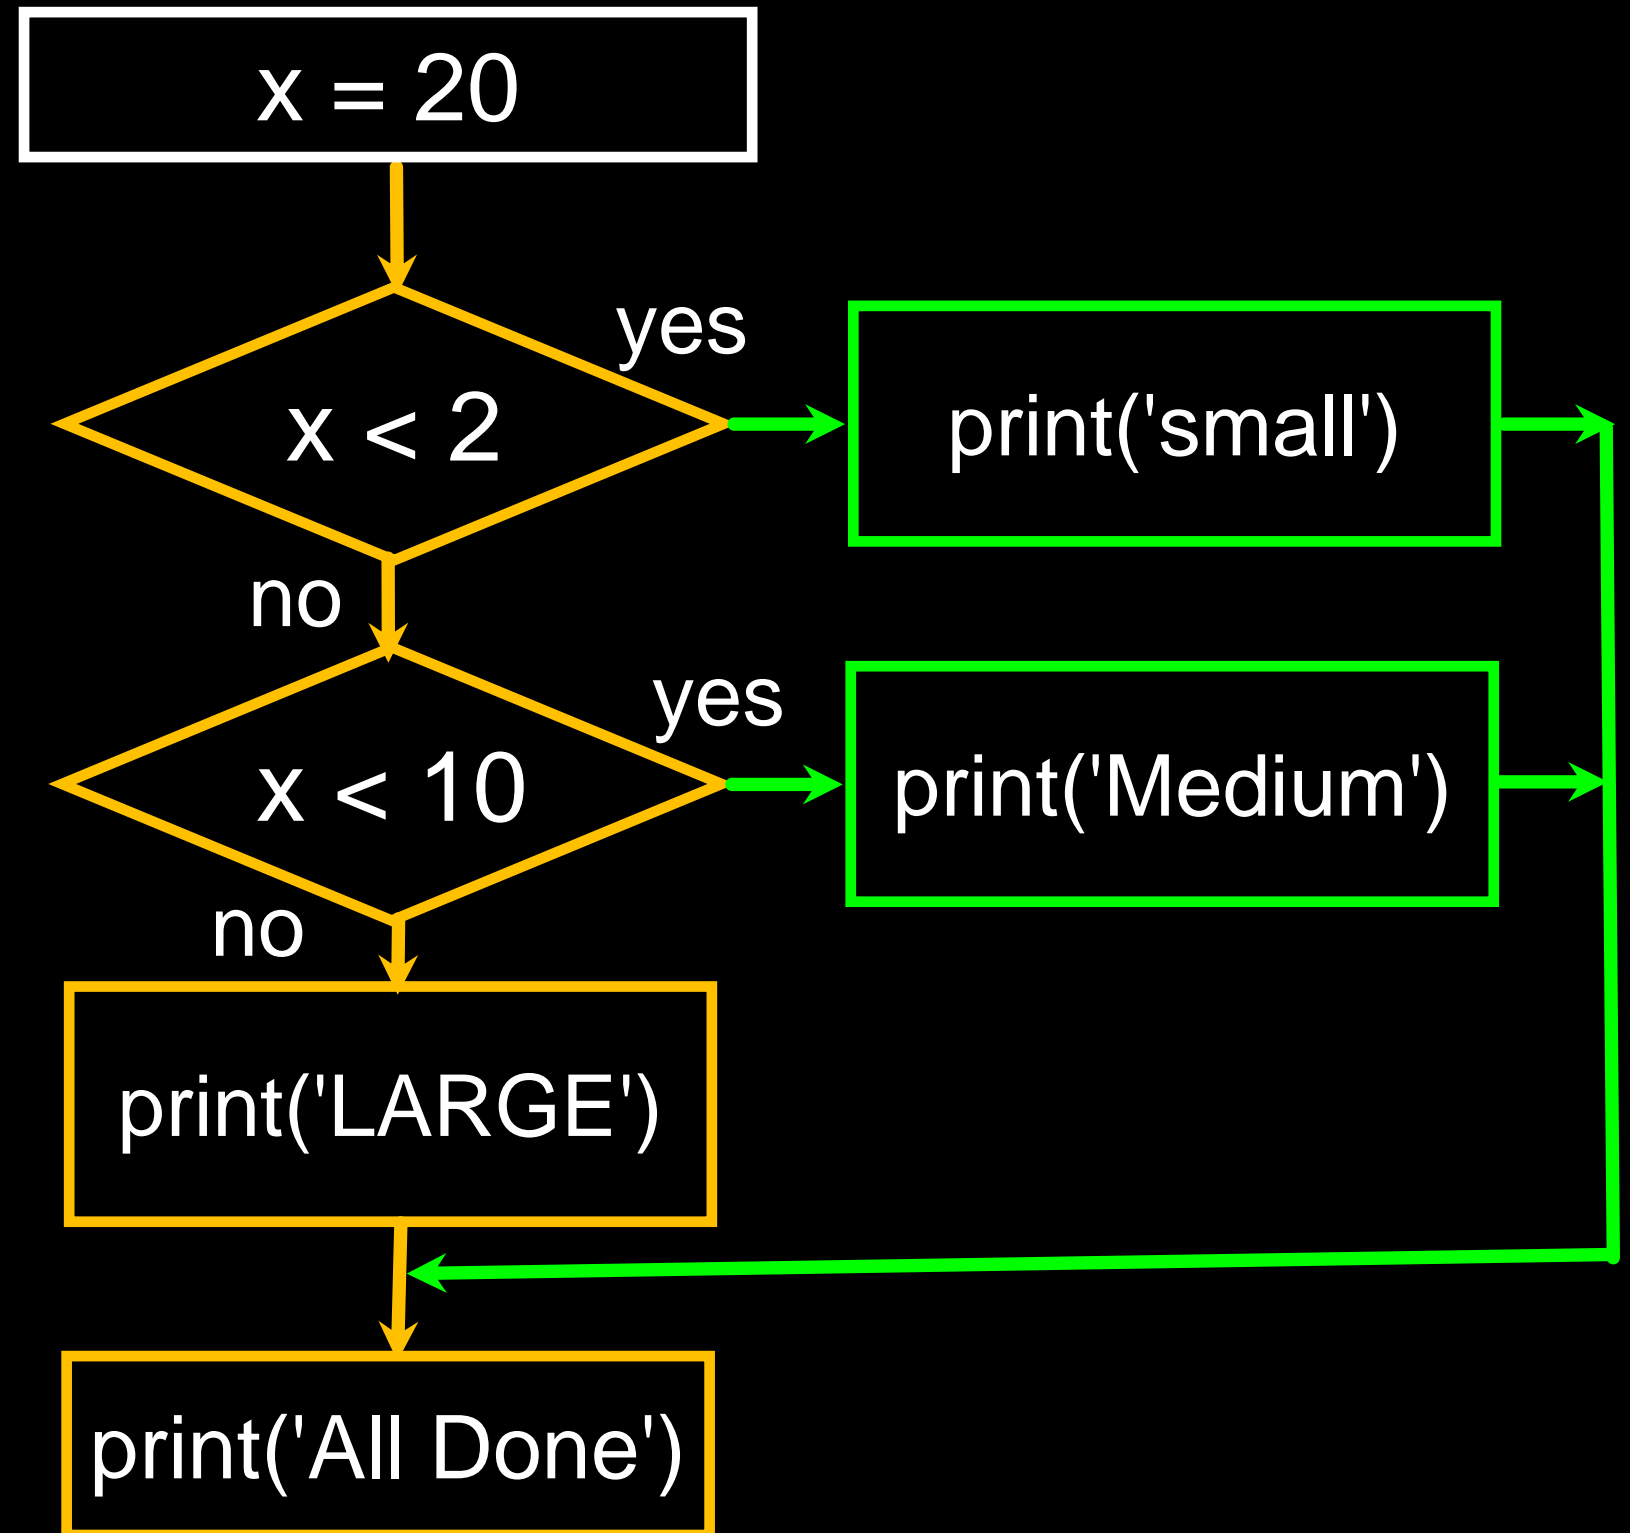 x = 20
yes
x < 2
print('small')
no
yes
x < 10
print('Medium')
no
print('LARGE')
print('All Done')